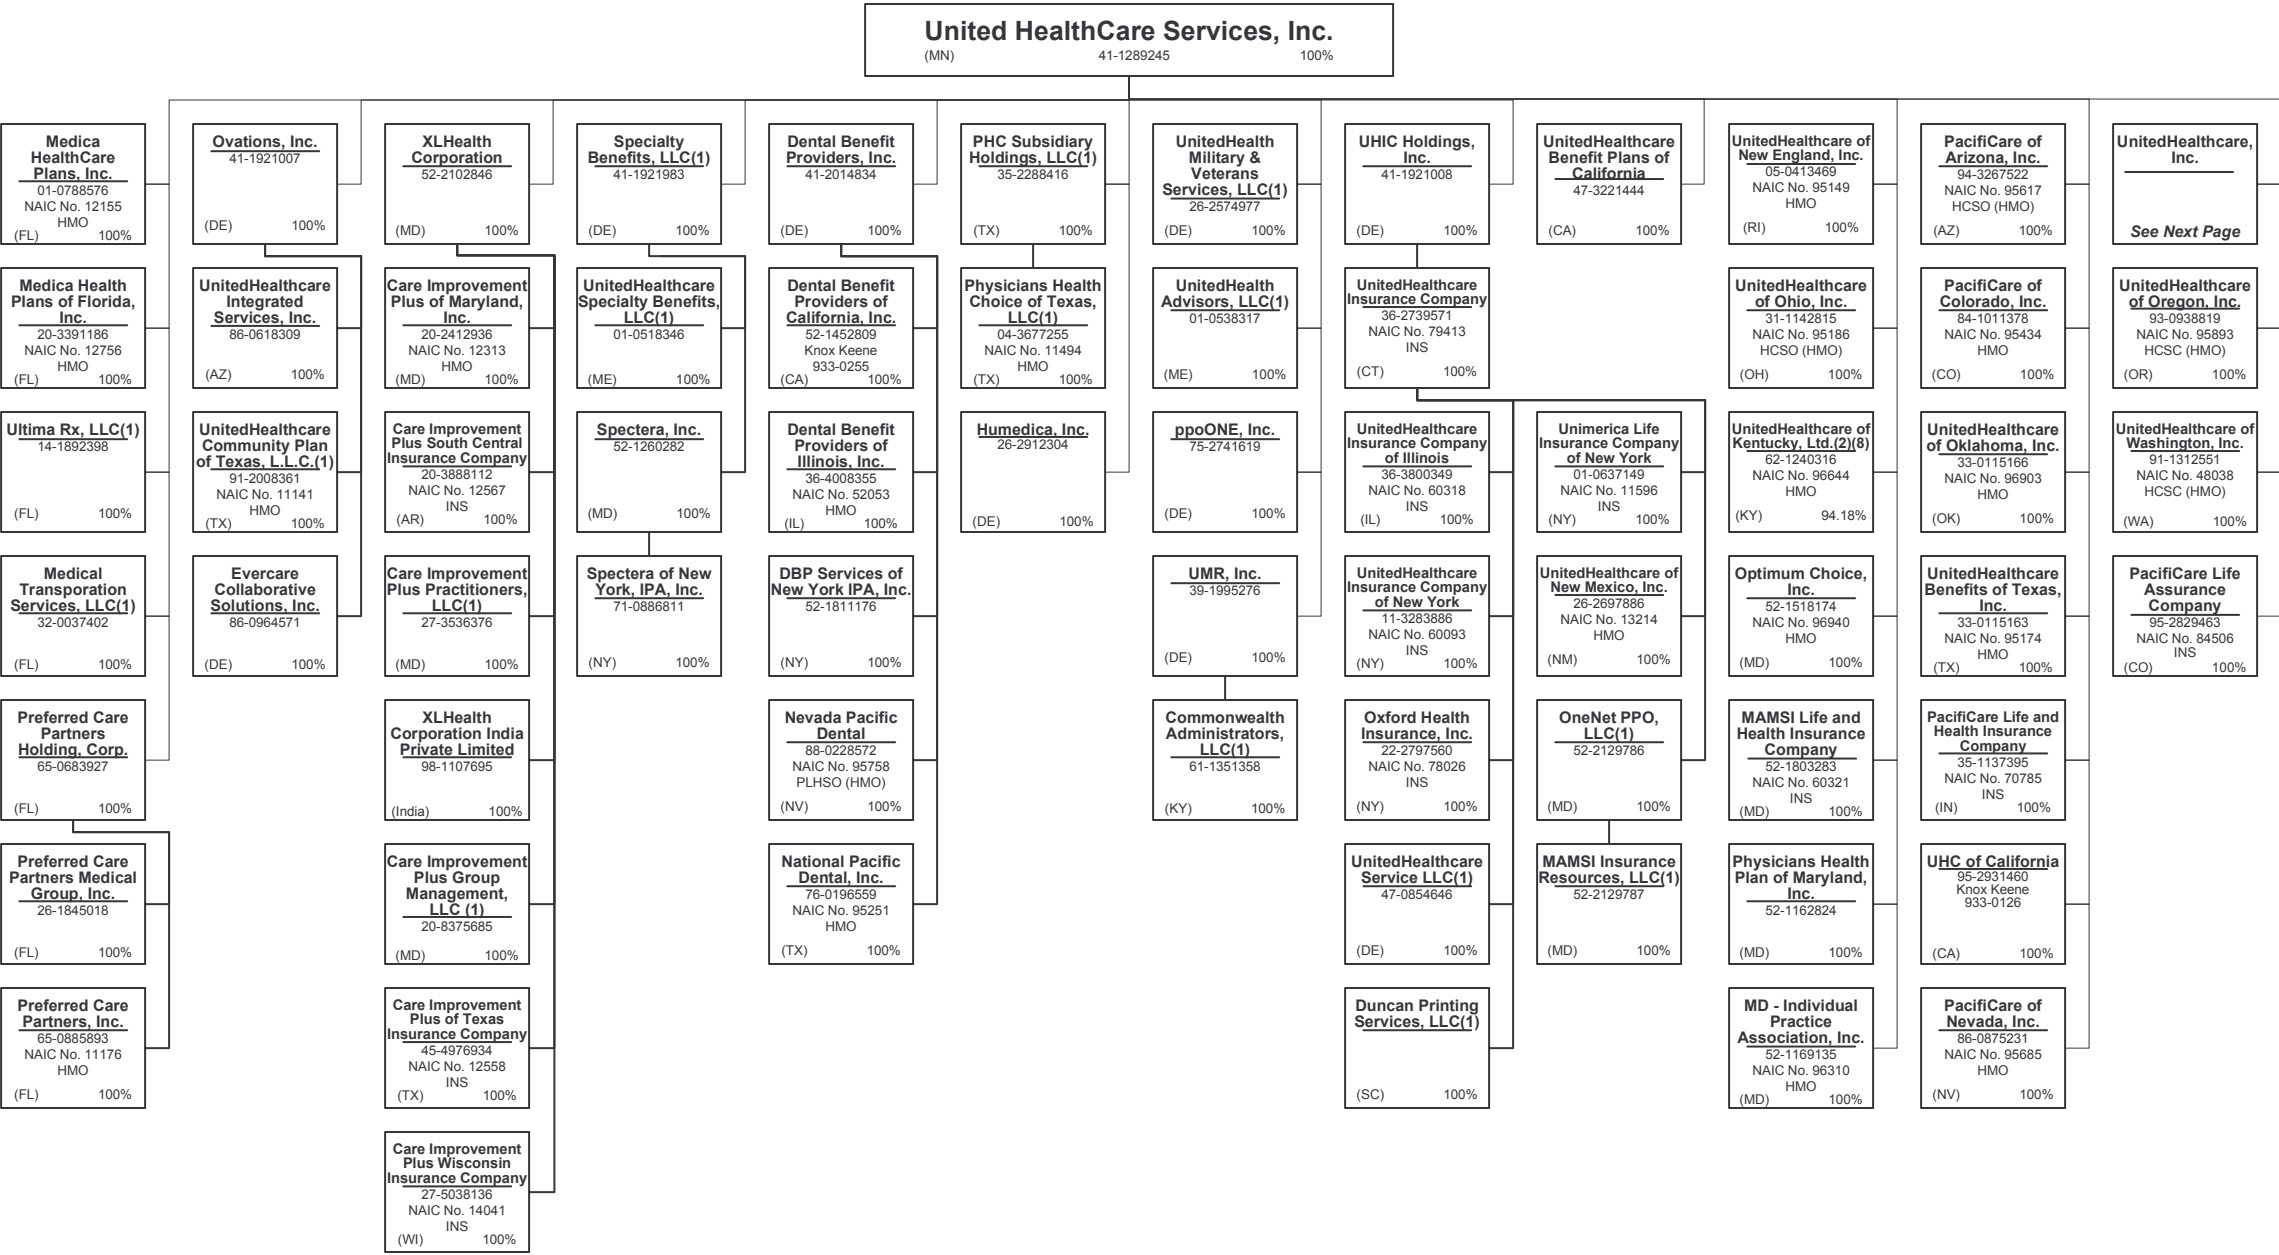 United HealthCare Services, Inc.
(MN) 41-1289245 100%
Medica
HealthCare
Plans, Inc.
01-0788576
NAIC No. 12155
HMO
(FL) 100%
Medica Health
Plans of Florida,
Inc.
20-3391186
NAIC No. 12756
HMO
(FL) 100%
Ultima Rx, LLC(1)
14-1892398
(FL) 100%
Medical
Transporation
Services, LLC(1)
32-0037402
(FL) 100%
Preferred Care
Partners
Holding, Corp.
65-0683927
(FL) 100%
Preferred Care
Partners Medical
Group, Inc.
26-1845018
(FL) 100%
Preferred Care
Partners, Inc.
65-0885893
NAIC No. 11176
HMO
(FL) 100%
Ovations, Inc.
41-1921007
(DE) 100%
UnitedHealthcare
Integrated
Services, Inc.
86-0618309
(AZ) 100%
UnitedHealthcare
Community Plan
of Texas, L.L.C.(1)
91-2008361
NAIC No. 11141
HMO
(TX) 100%
Evercare
Collaborative
Solutions, Inc.
86-0964571
(DE) 100%
XLHealth
Corporation
52-2102846
(MD) 100%
Care Improvement
Plus of Maryland,
Inc.
20-2412936
NAIC No. 12313
HMO
(MD) 100%
Care Improvement
Plus South Central
Insurance Company
20-3888112
NAIC No. 12567
INS
(AR) 100%
Care Improvement
Plus Practitioners,
LLC(1)
27-3536376
(MD) 100%
XLHealth
Corporation India
Private Limited
98-1107695
(India) 100%
Care Improvement
Plus Group
Management,
LLC (1)
20-8375685
(MD) 100%
Care Improvement
Plus of Texas
Insurance Company
45-4976934
NAIC No. 12558
INS
(TX) 100%
Care Improvement
Plus Wisconsin
Insurance Company
27-5038136
NAIC No. 14041
INS
(WI) 100%
Specialty
Benefits, LLC(1)
41-1921983
(DE) 100%
UnitedHealthcare
Specialty Benefits,
LLC(1)
01-0518346
(ME) 100%
Spectera, Inc.
52-1260282
(MD) 100%
Spectera of New
York, IPA, Inc.
71-0886811
(NY) 100%
Dental Benefit
Providers, Inc.
41-2014834
(DE) 100%
Dental Benefit
Providers of
California, Inc.
52-1452809
Knox Keene
933-0255
(CA) 100%
Dental Benefit
Providers of
Illinois, Inc.
36-4008355
NAIC No. 52053
HMO
(IL) 100%
DBP Services of
New York IPA, Inc.
52-1811176
(NY) 100%
Nevada Pacific
Dental
88-0228572
NAIC No. 95758
PLHSO (HMO)
(NV) 100%
National Pacific
Dental, Inc.
76-0196559
NAIC No. 95251
HMO
(TX) 100%
PHC Subsidiary
Holdings, LLC(1)
35-2288416
(TX) 100%
Physicians Health
Choice of Texas,
LLC(1)
04-3677255
NAIC No. 11494
HMO
(TX) 100%
Humedica, Inc.
26-2912304
(DE) 100%
UnitedHealth
Military &
Veterans
Services, LLC(1)
26-2574977
(DE) 100%
UnitedHealth
Advisors, LLC(1)
01-0538317
(ME) 100%
ppoONE, Inc.
75-2741619
(DE) 100%
UMR, Inc.
39-1995276
(DE) 100%
Commonwealth
Administrators,
LLC(1)
61-1351358
(KY) 100%
UHIC Holdings,
Inc.
41-1921008
(DE) 100%
UnitedHealthcare
Insurance Company
36-2739571
NAIC No. 79413
INS
(CT) 100%
UnitedHealthcare
Insurance Company
of Illinois
36-3800349
NAIC No. 60318
INS
(IL) 100%
UnitedHealthcare
Insurance Company
of New York
11-3283886
NAIC No. 60093
INS
(NY) 100%
Oxford Health
Insurance, Inc.
22-2797560
NAIC No. 78026
INS
(NY) 100%
UnitedHealthcare
Service LLC(1)
47-0854646
(DE) 100%
Duncan Printing
Services, LLC(1)
(SC) 100%
UnitedHealthcare
Benefit Plans of
California
47-3221444
(CA) 100%
Unimerica Life
Insurance Company
of New York
01-0637149
NAIC No. 11596
INS
(NY) 100%
UnitedHealthcare of
New Mexico, Inc.
26-2697886
NAIC No. 13214
HMO
(NM) 100%
OneNet PPO,
LLC(1)
52-2129786
(MD) 100%
MAMSI Insurance
Resources, LLC(1)
52-2129787
(MD) 100%
UnitedHealthcare of
New England, Inc.
05-0413469
NAIC No. 95149
HMO
(RI) 100%
UnitedHealthcare
of Ohio, Inc.
31-1142815
NAIC No. 95186
HCSO (HMO)
(OH) 100%
UnitedHealthcare of
Kentucky, Ltd.(2)(8)
62-1240316
NAIC No. 96644
HMO
(KY) 94.18%
Optimum Choice,
Inc.
52-1518174
NAIC No. 96940
HMO
(MD) 100%
MAMSI Life and
Health Insurance
Company
52-1803283
NAIC No. 60321
INS
(MD) 100%
Physicians Health
Plan of Maryland,
Inc.
52-1162824
(MD) 100%
MD - Individual
Practice
Association, Inc.
52-1169135
NAIC No. 96310
HMO
(MD) 100%
PacifiCare of
Arizona, Inc.
94-3267522
NAIC No. 95617
HCSO (HMO)
(AZ) 100%
PacifiCare of
Colorado, Inc.
84-1011378
NAIC No. 95434
HMO
(CO) 100%
UnitedHealthcare
of Oklahoma, Inc.
33-0115166
NAIC No. 96903
HMO
(OK) 100%
UnitedHealthcare
Benefits of Texas,
Inc.
33-0115163
NAIC No. 95174
HMO
(TX) 100%
PacifiCare Life and
Health Insurance
Company
35-1137395
NAIC No. 70785
INS
(IN) 100%
UHC of California
95-2931460
Knox Keene
933-0126
(CA) 100%
PacifiCare of
Nevada, Inc.
86-0875231
NAIC No. 95685
HMO
(NV) 100%
UnitedHealthcare,
Inc.
See Next Page
UnitedHealthcare
of Oregon, Inc.
93-0938819
NAIC No. 95893
HCSC (HMO)
(OR) 100%
UnitedHealthcare of
Washington, Inc.
91-1312551
NAIC No. 48038
HCSC (HMO)
(WA) 100%
PacifiCare Life
Assurance
Company
95-2829463
NAIC No. 84506
INS
(CO) 100%